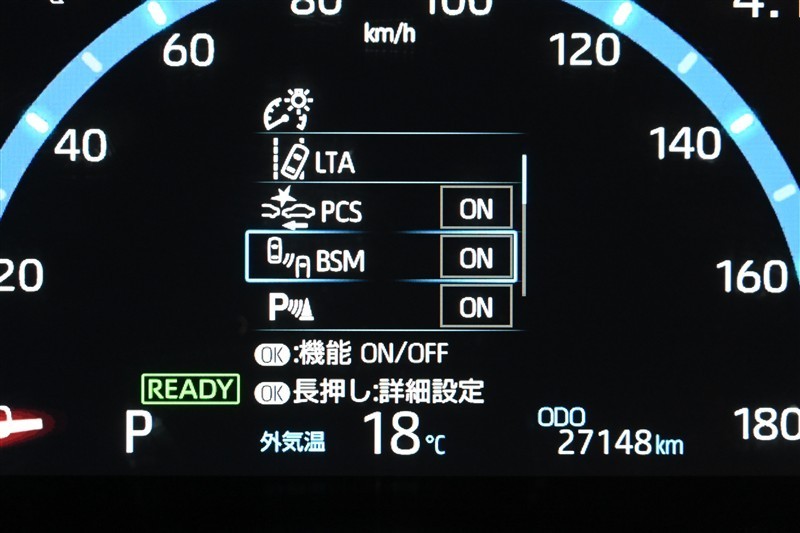 80
100
4.
60
km/h
120
40
140
LTA
PCS ON
20
BSM ON
160
P ON
OK:機能 ON/OFF
READY
OK長押し:詳細設定
P
外気温 18℃
ODO
27148km
180